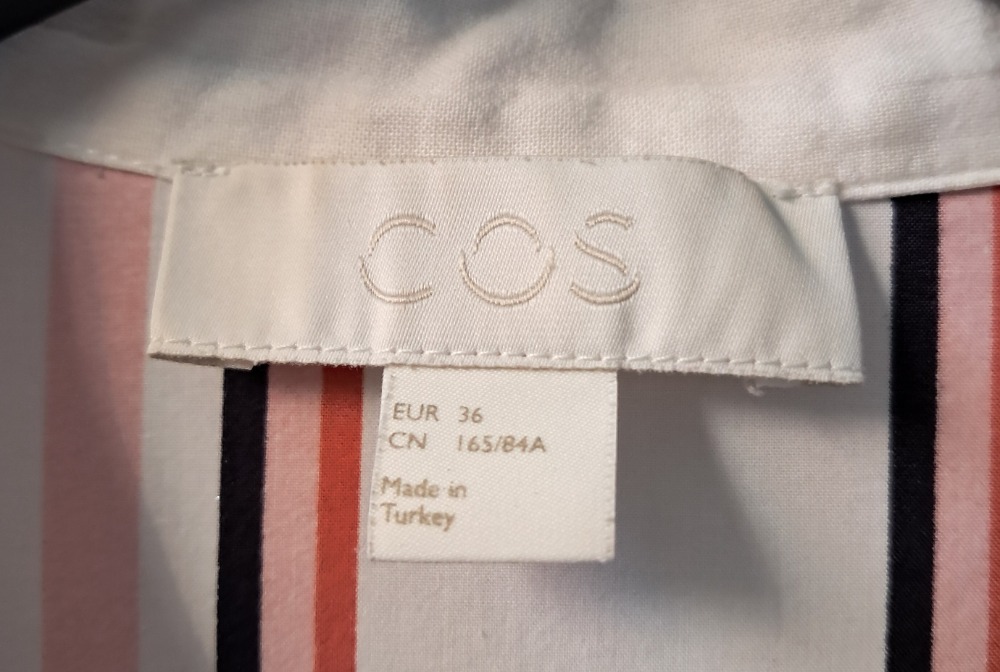 COS
EUR 36
CN 165/84A
Made in
Turkey